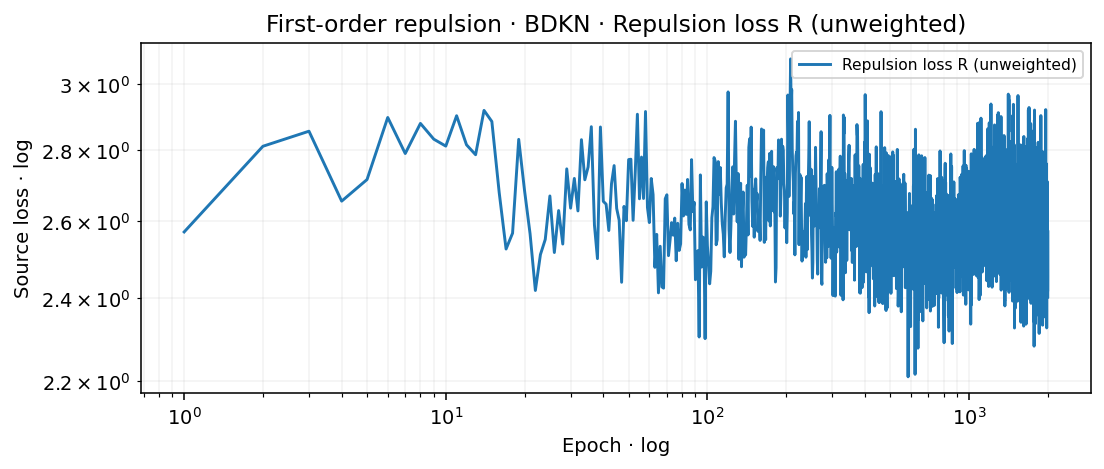 First-order repulsion · BDKN · Repulsion loss R (unweighted)
Repulsion loss R (unweighted)
Source loss · log
3 × 10⁰
2.8 × 10⁰
2.6 × 10⁰
2.4 × 10⁰
2.2 × 10⁰
10⁰ 10¹ 10² 10³
Epoch · log